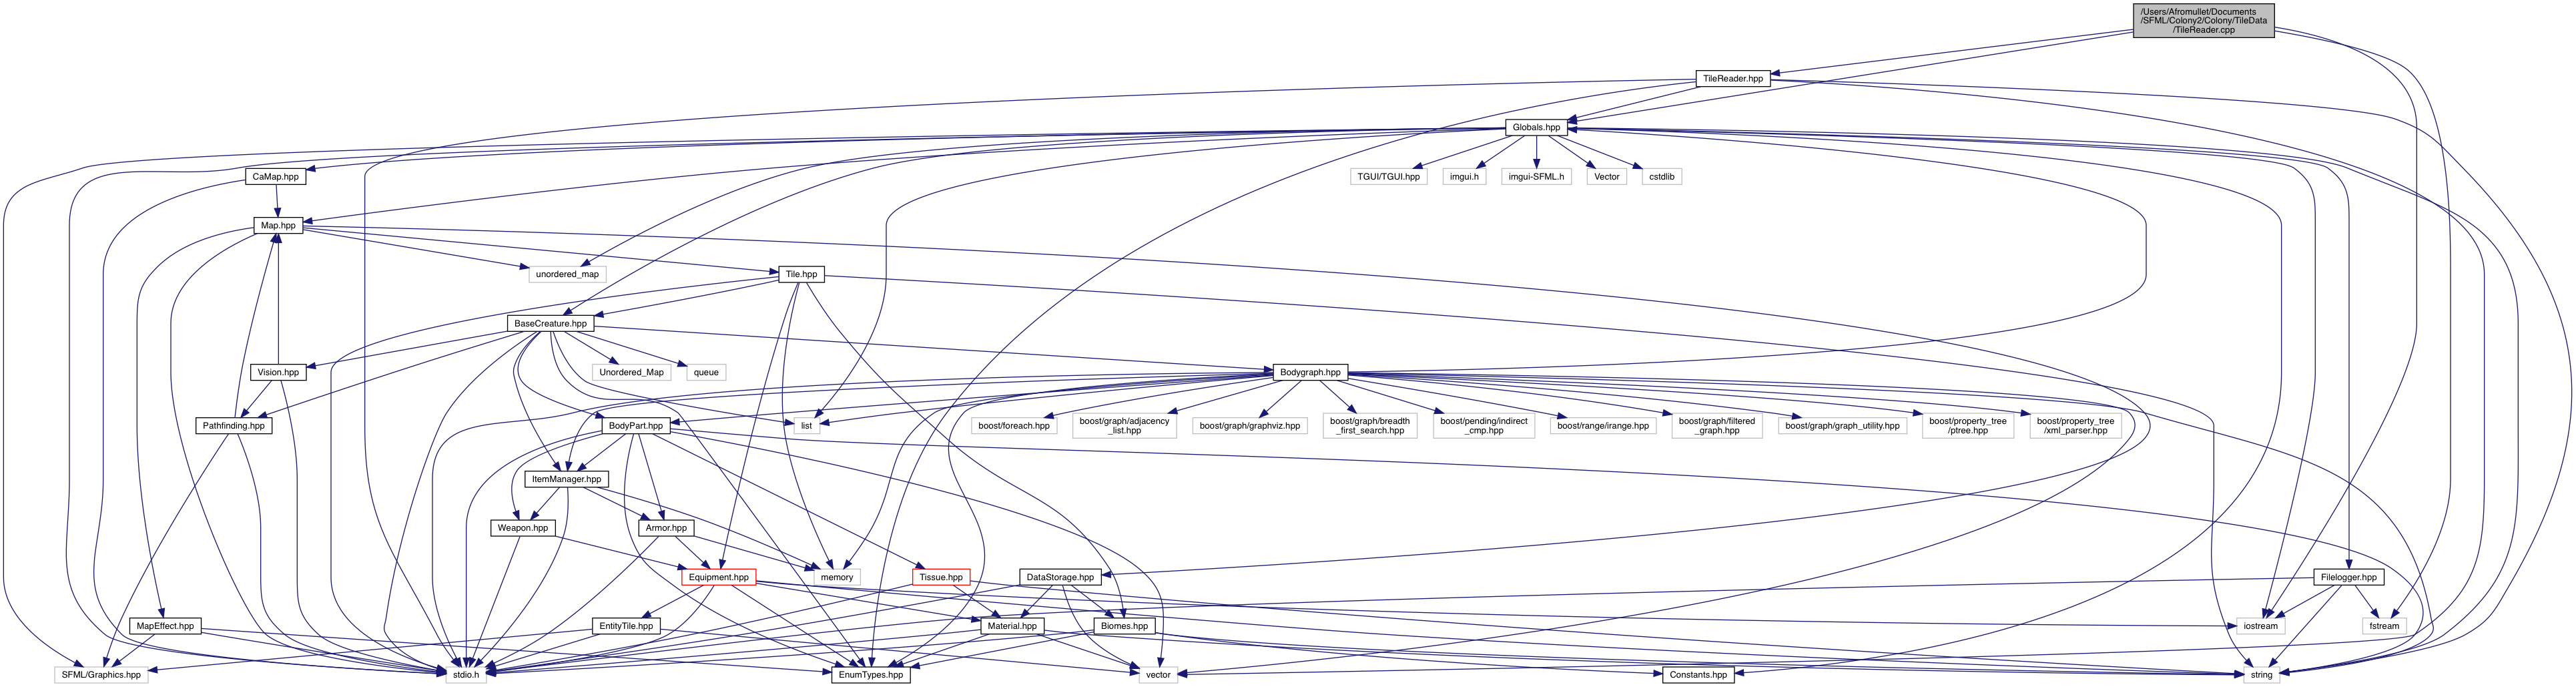 /Users/Afromullet/Documents
/SFML/Colony2/Colony/TileData
/TileReader.cpp
TileReader.hpp
Globals.hpp
CaMap.hpp
TGUI/TGUI.hpp
imgui.h
imgui-SFML.h
Vector
cstdlib
Map.hpp
unordered_map
Tile.hpp
BaseCreature.hpp
Vision.hpp
Unordered_Map
queue
Bodygraph.hpp
Pathfinding.hpp
BodyPart.hpp
list
boost/foreach.hpp
boost/graph/adjacency
_list.hpp
boost/graph/graphviz.hpp
boost/graph/breadth
_first_search.hpp
boost/pending/indirect
_cmp.hpp
boost/range/irange.hpp
boost/graph/filtered
_graph.hpp
boost/graph/graph_utility.hpp
boost/property_tree
/ptree.hpp
boost/property_tree
/xml_parser.hpp
ItemManager.hpp
Weapon.hpp
Armor.hpp
Equipment.hpp
memory
Tissue.hpp
DataStorage.hpp
Filelogger.hpp
MapEffect.hpp
EntityTile.hpp
Material.hpp
Biomes.hpp
iostream
fstream
SFML/Graphics.hpp
stdio.h
EnumTypes.hpp
vector
Constants.hpp
string